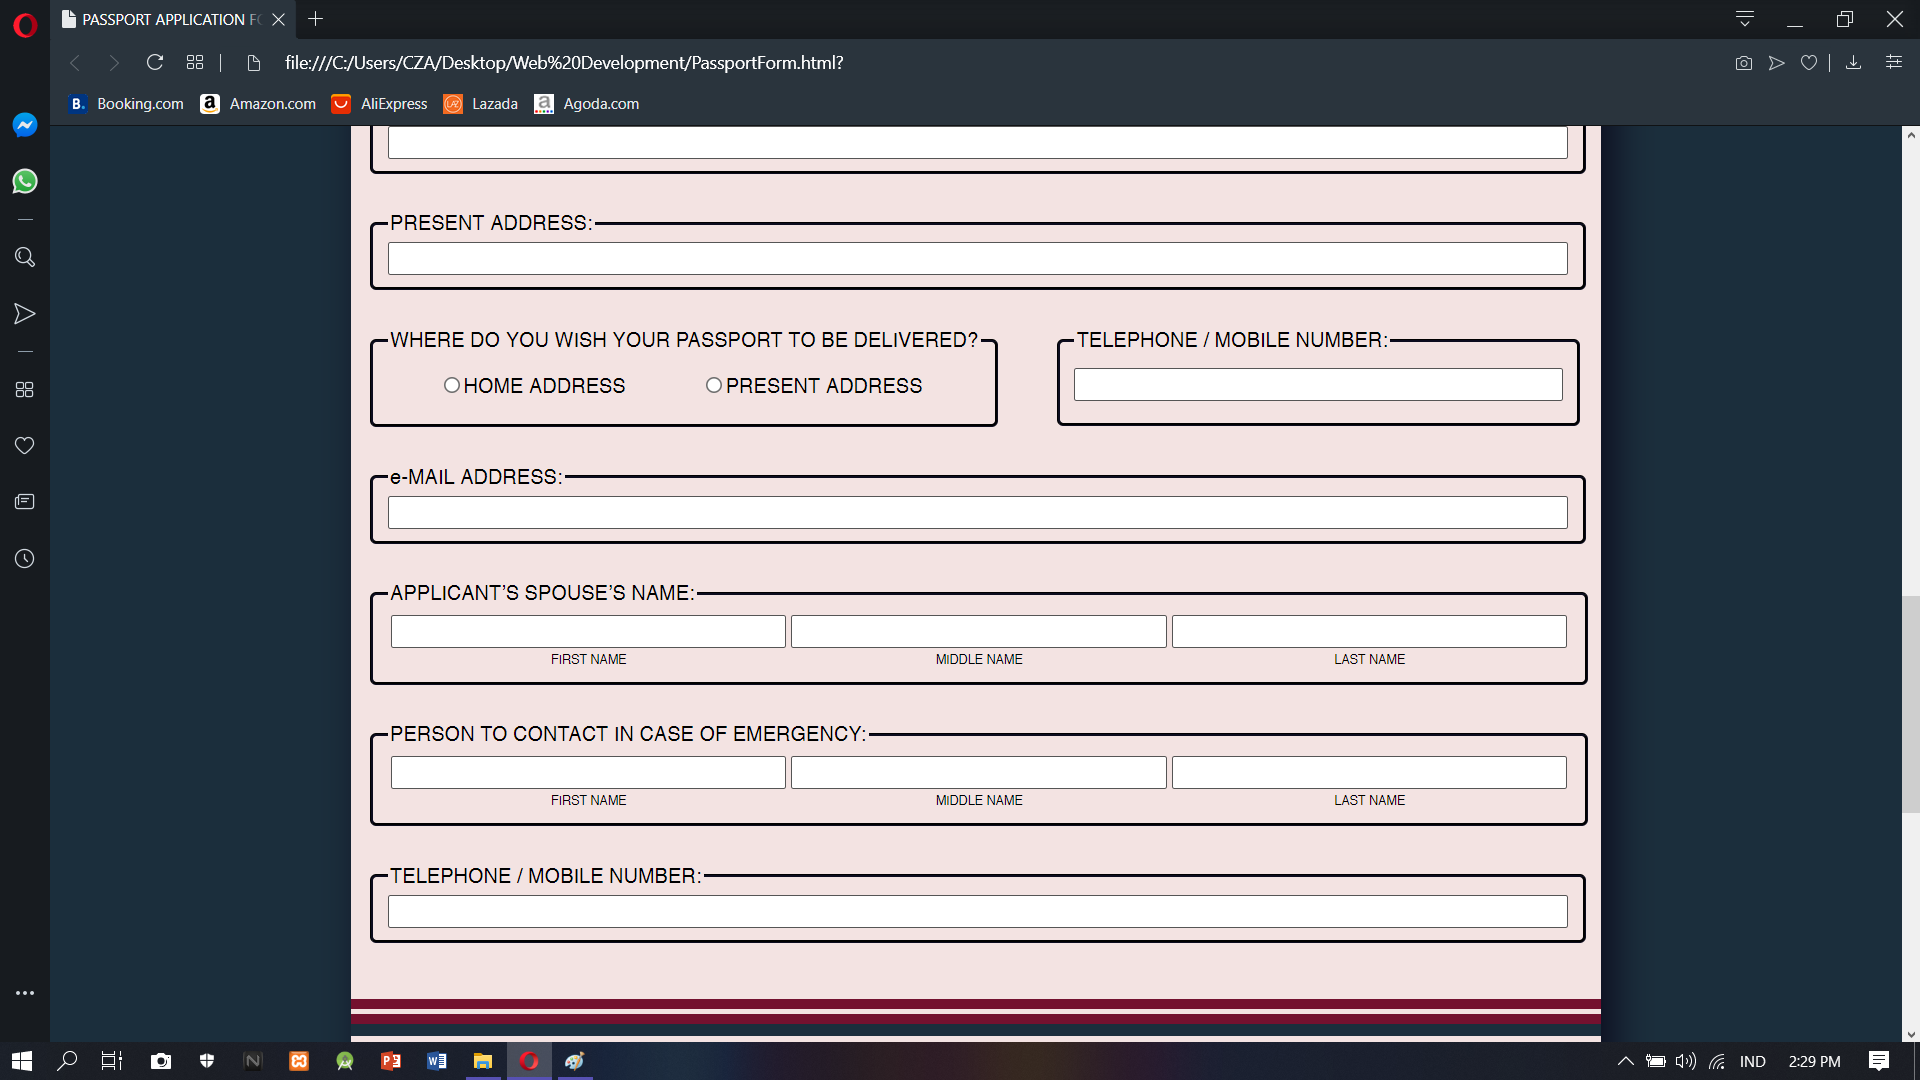 PASSPORT APPLICATION FO
file:///C:/Users/CZA/Desktop/Web%20Development/PassportForm.html?
B. Booking.com a Amazon.com AliExpress LAZ Lazada a Agoda.com
PRESENT ADDRESS:
WHERE DO YOU WISH YOUR PASSPORT TO BE DELIVERED? TELEPHONE / MOBILE NUMBER:
HOME ADDRESS PRESENT ADDRESS
e-MAIL ADDRESS:
APPLICANT'S SPOUSE'S NAME:
FIRST NAME MIDDLE NAME LAST NAME
PERSON TO CONTACT IN CASE OF EMERGENCY:
FIRST NAME MIDDLE NAME LAST NAME
TELEPHONE / MOBILE NUMBER:
IND 2:29 PM